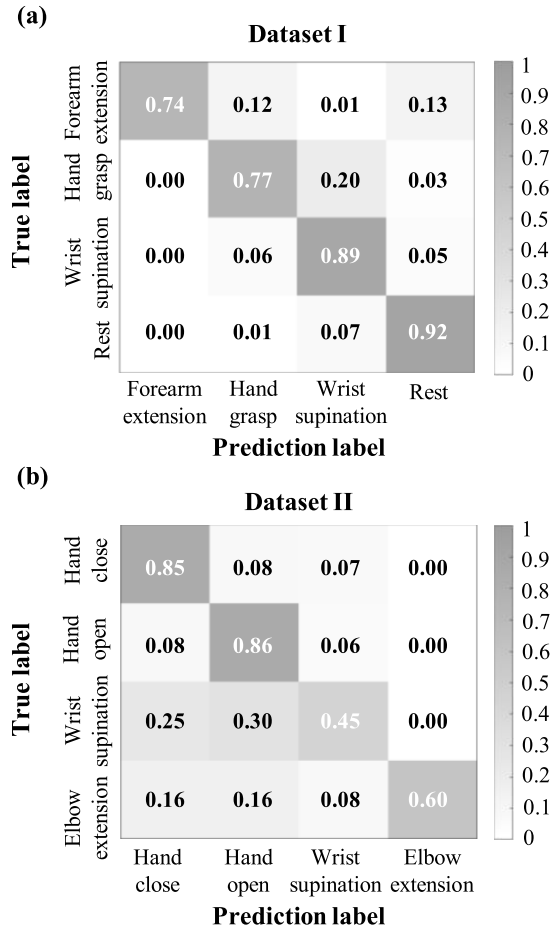 (a)
Dataset I
True label
Forearm
extension
0.74 0.12 0.01 0.13
Hand
grasp
0.00 0.77 0.20 0.03
Wrist
supination
0.00 0.06 0.89 0.05
Rest
0.00 0.01 0.07 0.92
Forearm
extension
Hand
grasp
Wrist
supination
Rest
Prediction label
1
0.9
0.8
0.7
0.6
0.5
0.4
0.3
0.2
0.1
0
(b)
Dataset II
True label
Hand
close
0.85 0.08 0.07 0.00
Hand
open
0.08 0.86 0.06 0.00
Wrist
supination
0.25 0.30 0.45 0.00
Elbow
extension
0.16 0.16 0.08 0.60
Hand
close
Hand
open
Wrist
supination
Elbow
extension
Prediction label
1
0.9
0.8
0.7
0.6
0.5
0.4
0.3
0.2
0.1
0